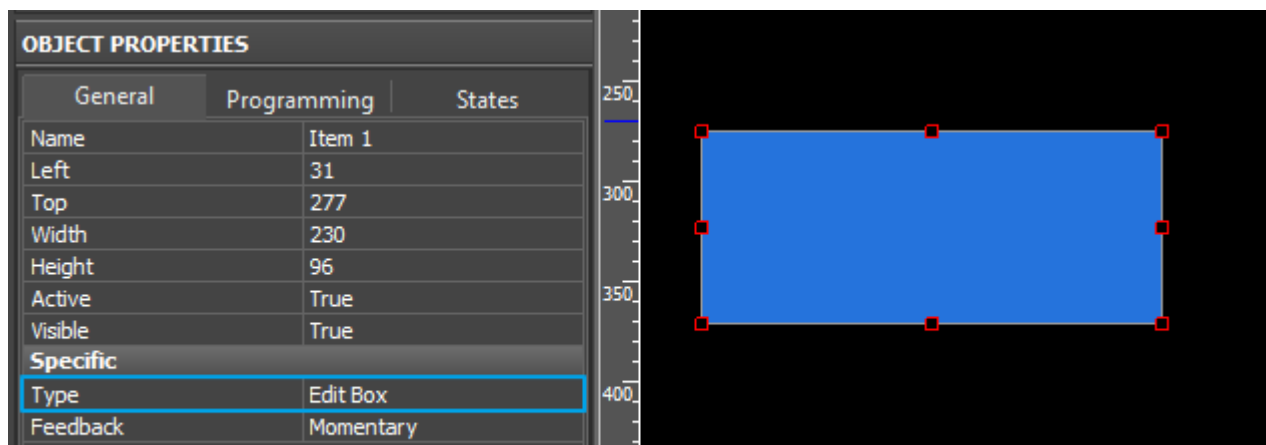 OBJECT PROPERTIES
General Programming States
Name Item 1
Left 31
Top 277
Width 230
Height 96
Active True
Visible True
Specific
Type Edit Box
Feedback Momentary
250
300
350
400